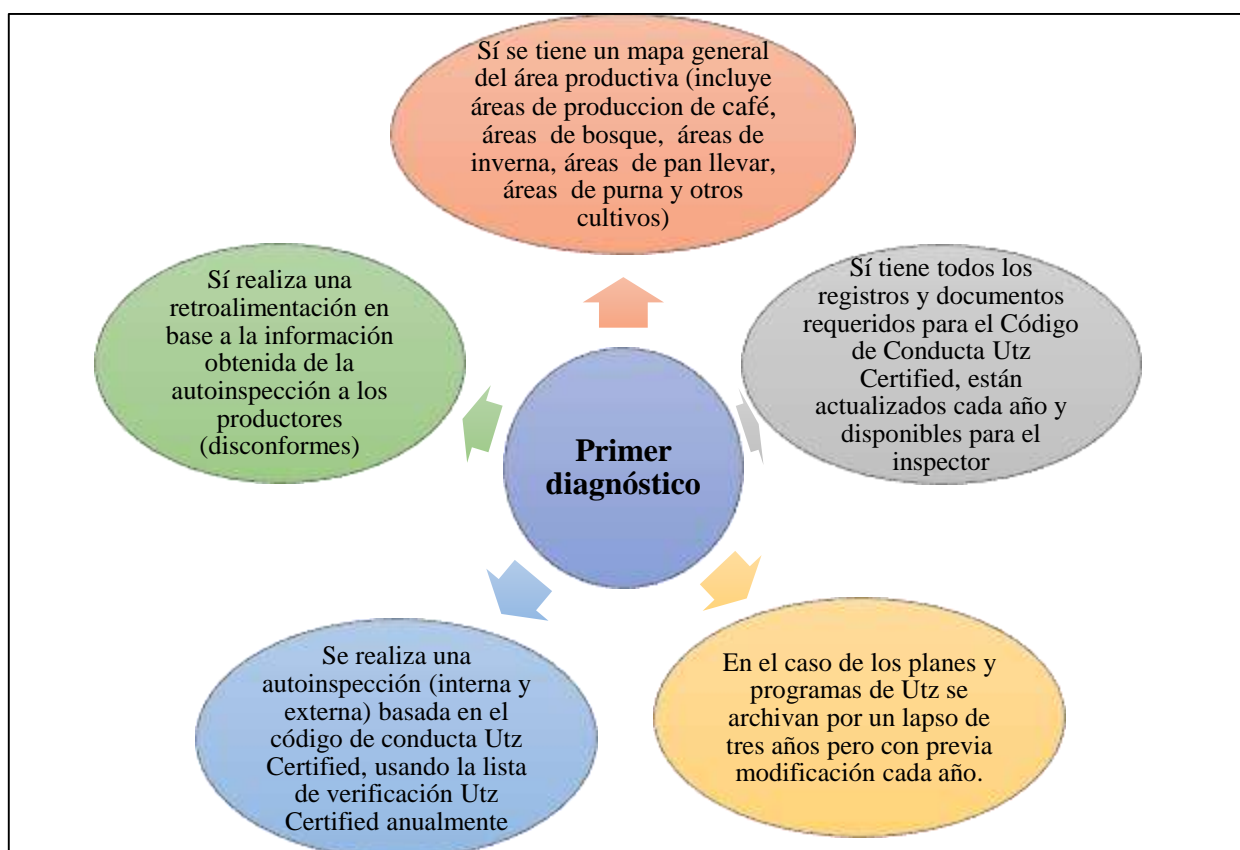 Sí se tiene un mapa general
del área productiva (incluye
áreas de produccion de café,
áreas de bosque, áreas de
inverna, áreas de pan llevar,
áreas de purna y otros
cultivos)
Sí realiza una
retroalimentación en
base a la información
obtenida de la
autoinspección a los
productores
(disconformes)
Sí tiene todos los
registros y documentos
requeridos para el Código
de Conducta Utz
Certified, están
actualizados cada año y
disponibles para el
inspector
Primer
diagnóstico
Se realiza una
autoinspección (interna y
externa) basada en el
código de conducta Utz
Certified, usando la lista
de verificación Utz
Certified anualmente
En el caso de los planes y
programas de Utz se
archivan por un lapso de
tres años pero con previa
modificación cada año.